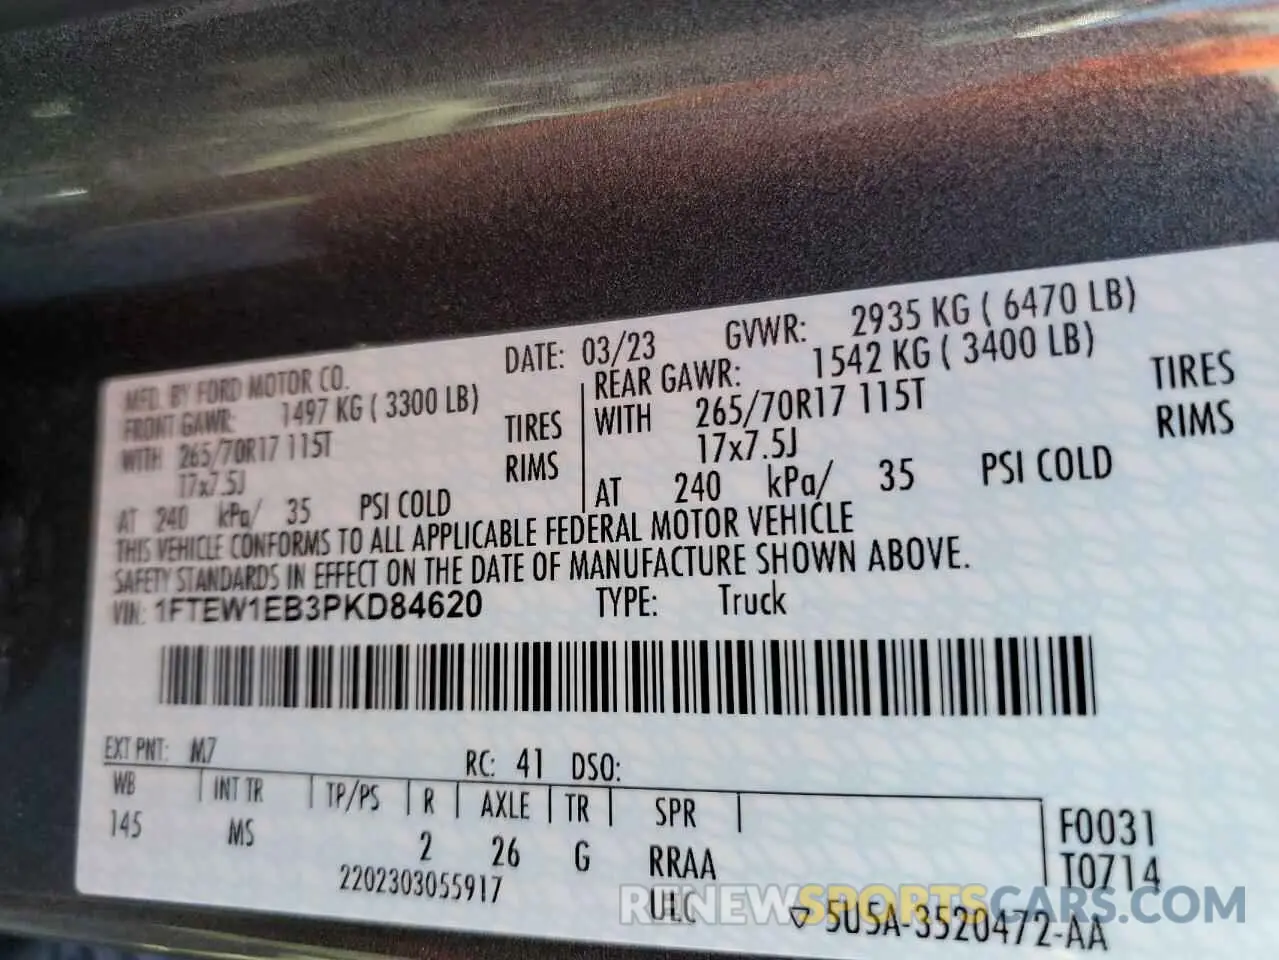 MFD. BY FORD MOTOR CO. DATE: 03/23 GVWR: 2935 KG ( 6470 LB)
FRONT GAWR: 1497 KG ( 3300 LB) REAR GAWR: 1542 KG ( 3400 LB)
WITH 265/70R17 115T TIRES WITH 265/70R17 115T TIRES
17x7.5J RIMS 17x7.5J RIMS
AT 240 kPa/ 35 PSI COLD AT 240 kPa/ 35 PSI COLD
THIS VEHICLE CONFORMS TO ALL APPLICABLE FEDERAL MOTOR VEHICLE
SAFETY STANDARDS IN EFFECT ON THE DATE OF MANUFACTURE SHOWN ABOVE.
VIN: 1FTEW1EB3PKD84620 TYPE: Truck
EXT PNT: M7 RC: 41 DSO:
WB INT TR TP/PS R AXLE TR SPR
145 MS 2 26 G RRAA
F0031
T0714
2202303055917 ULC
5U5A-3520472-AA
RENEWSPORTSCARS.COM